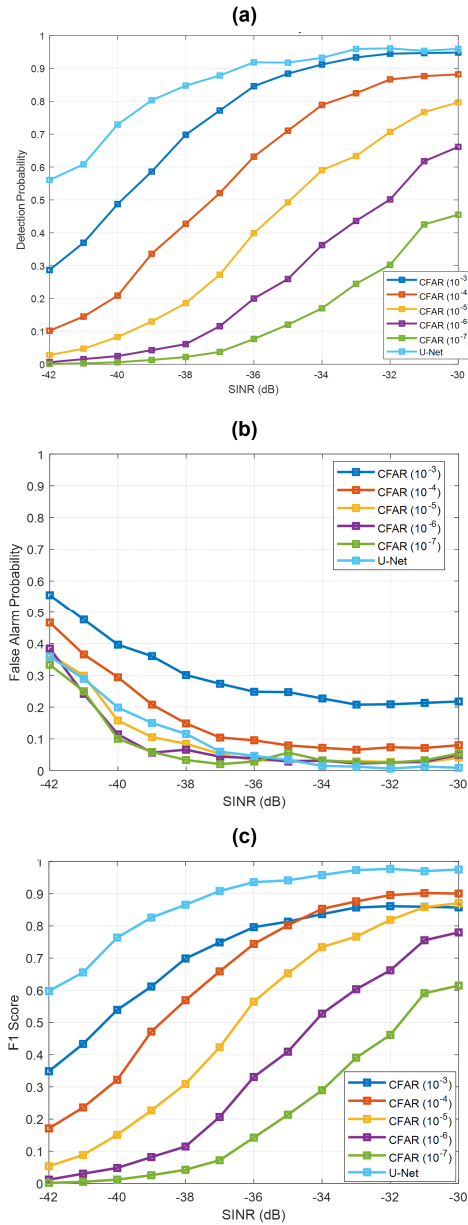 (a)
1
0.9
0.8
0.7
0.6
0.5
0.4
0.3
0.2
0.1
0
Detection Probability
-42
-40
-38
-36
-34
-32
-30
SINR (dB)
CFAR (10-3
CFAR (10-4
CFAR (10-5
CFAR (10-6
CFAR (10-7
U-Net
(b)
1
0.9
0.8
0.7
0.6
0.5
0.4
0.3
0.2
0.1
0
False Alarm Probability
-42
-40
-38
-36
-34
-32
-30
SINR (dB)
CFAR (10-3)
CFAR (10-4)
CFAR (10-5)
CFAR (10-6)
CFAR (10-7)
U-Net
(c)
1
0.9
0.8
0.7
0.6
0.5
0.4
0.3
0.2
0.1
0
F1 Score
-42
-40
-38
-36
-34
-32
-30
SINR (dB)
CFAR (10-3)
CFAR (10-4)
CFAR (10-5)
CFAR (10-6)
CFAR (10-7)
U-Net